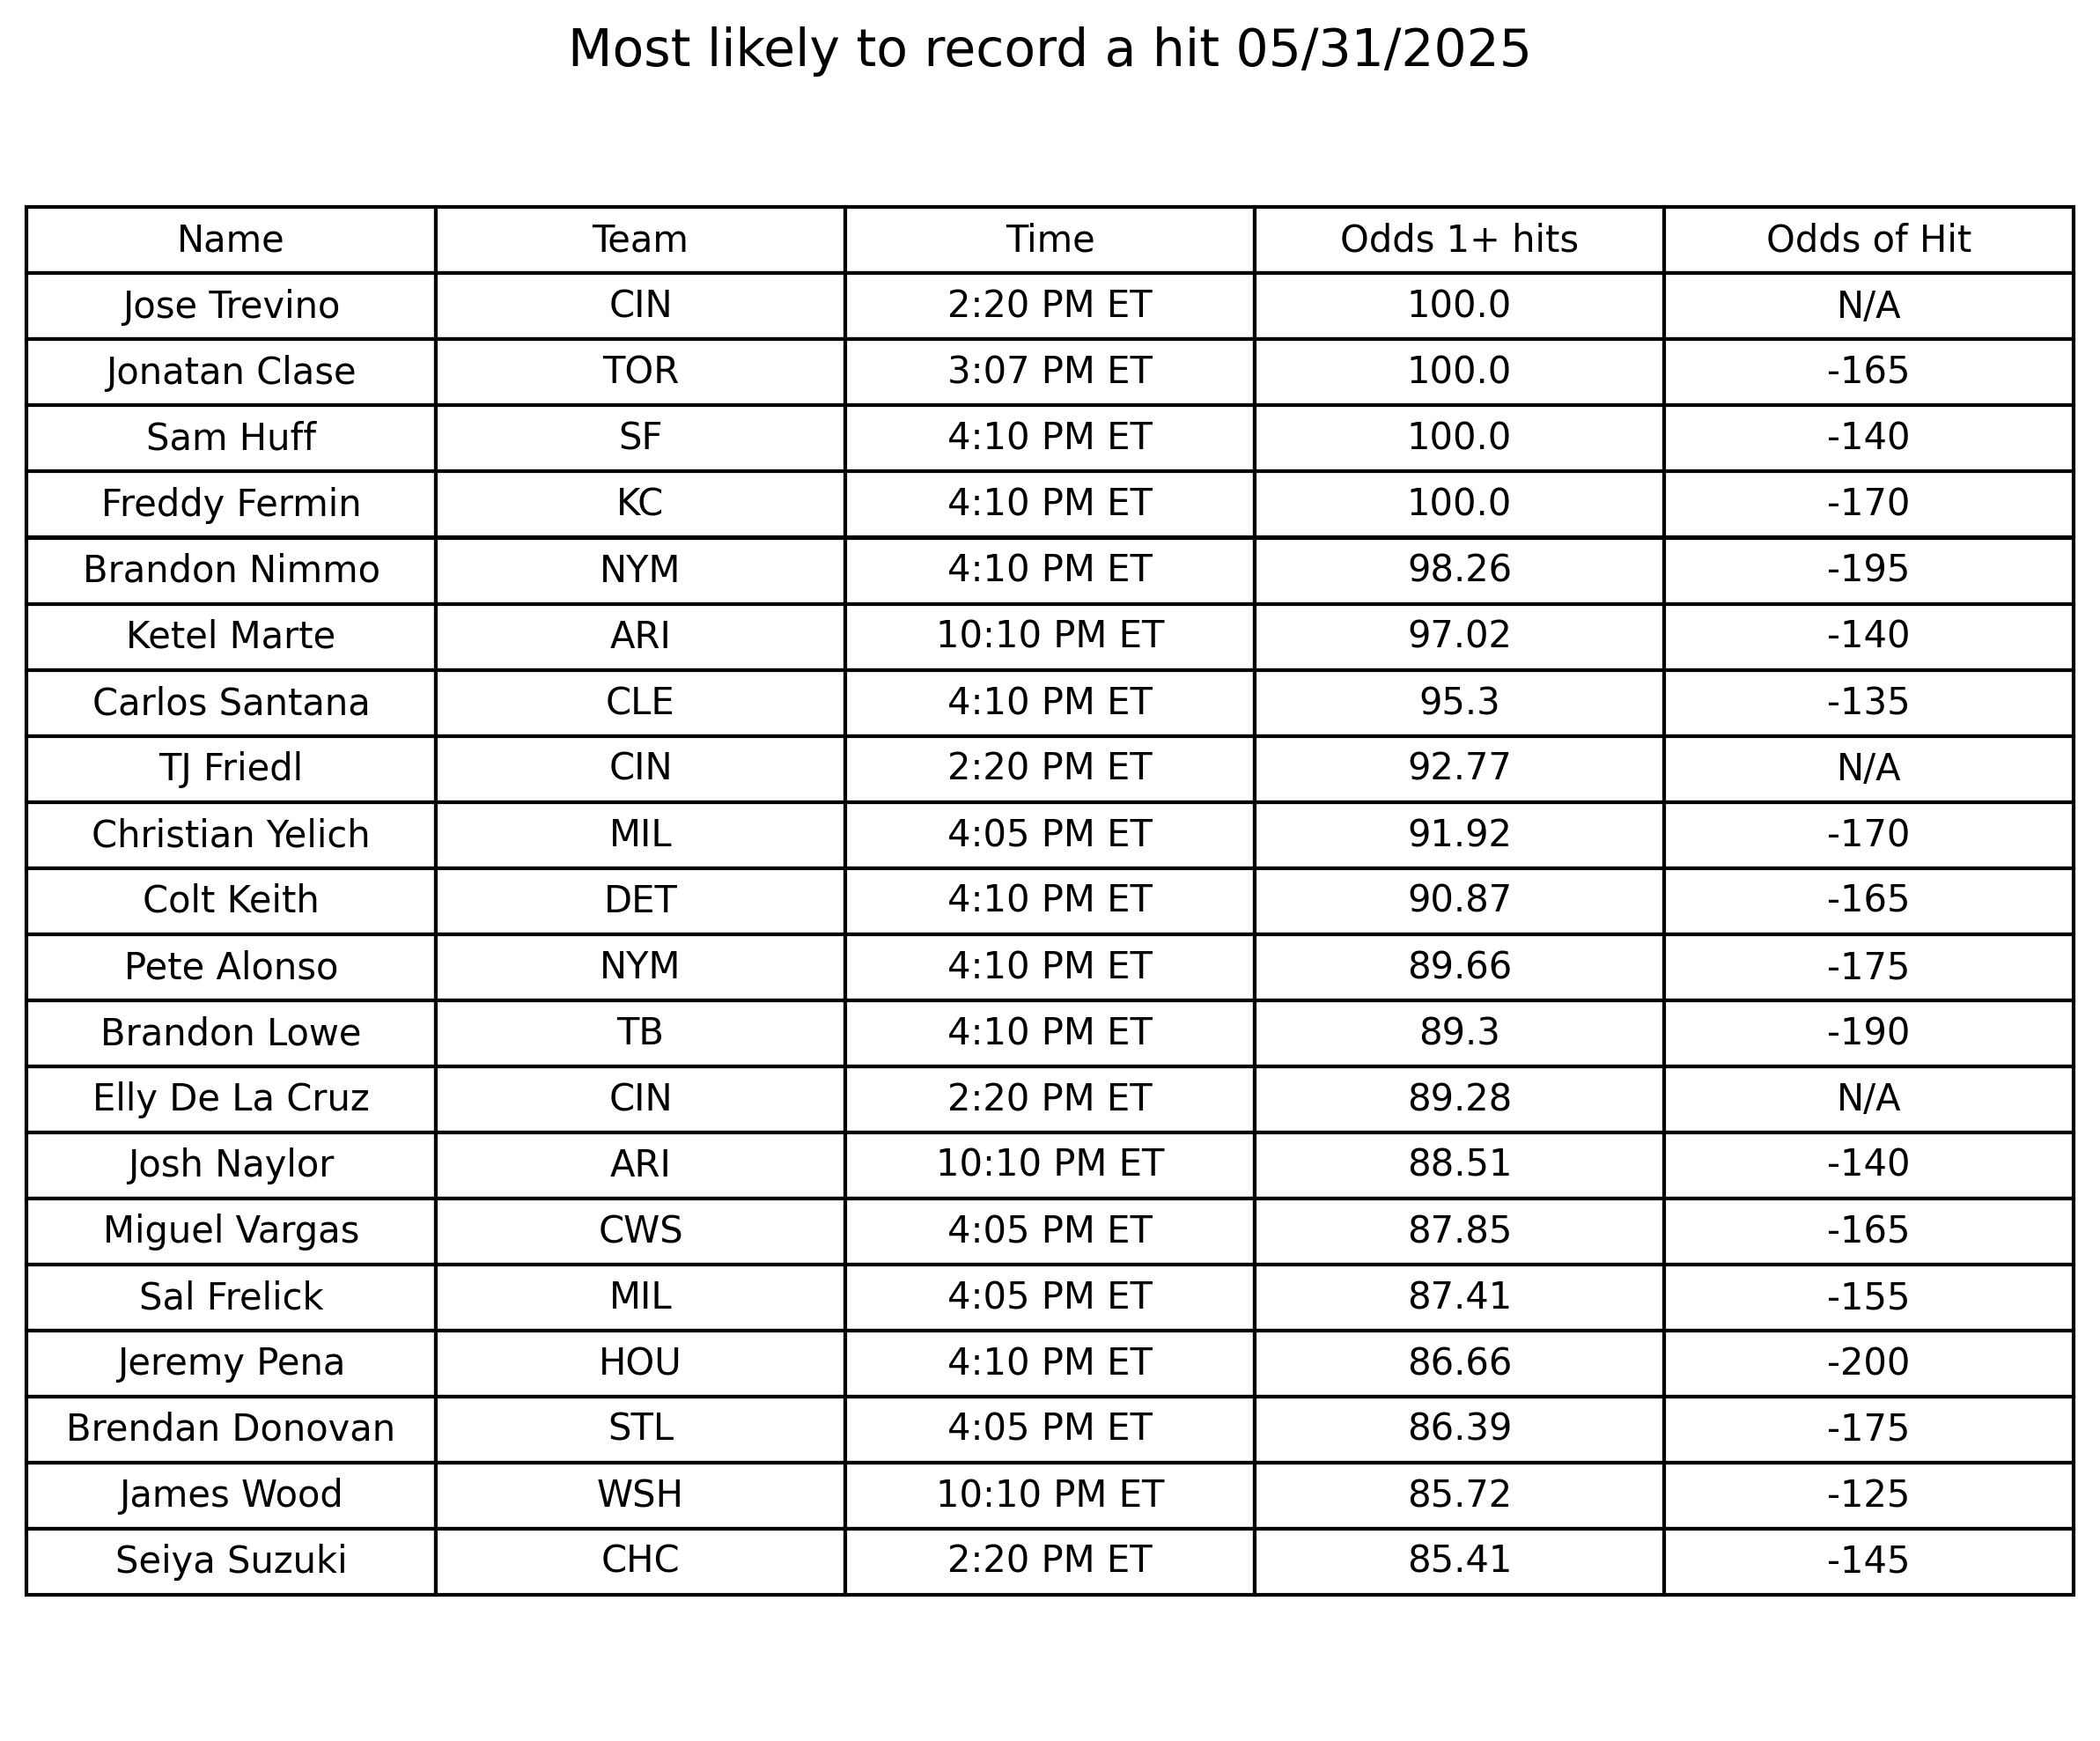 Most likely to record a hit 05/31/2025
Name Team Time Odds 1+ hits Odds of Hit
Jose Trevino CIN 2:20 PM ET 100.0 N/A
Jonatan Clase TOR 3:07 PM ET 100.0 -165
Sam Huff SF 4:10 PM ET 100.0 -140
Freddy Fermin KC 4:10 PM ET 100.0 -170
Brandon Nimmo NYM 4:10 PM ET 98.26 -195
Ketel Marte ARI 10:10 PM ET 97.02 -140
Carlos Santana CLE 4:10 PM ET 95.3 -135
TJ Friedl CIN 2:20 PM ET 92.77 N/A
Christian Yelich MIL 4:05 PM ET 91.92 -170
Colt Keith DET 4:10 PM ET 90.87 -165
Pete Alonso NYM 4:10 PM ET 89.66 -175
Brandon Lowe TB 4:10 PM ET 89.3 -190
Elly De La Cruz CIN 2:20 PM ET 89.28 N/A
Josh Naylor ARI 10:10 PM ET 88.51 -140
Miguel Vargas CWS 4:05 PM ET 87.85 -165
Sal Frelick MIL 4:05 PM ET 87.41 -155
Jeremy Pena HOU 4:10 PM ET 86.66 -200
Brendan Donovan STL 4:05 PM ET 86.39 -175
James Wood WSH 10:10 PM ET 85.72 -125
Seiya Suzuki CHC 2:20 PM ET 85.41 -145